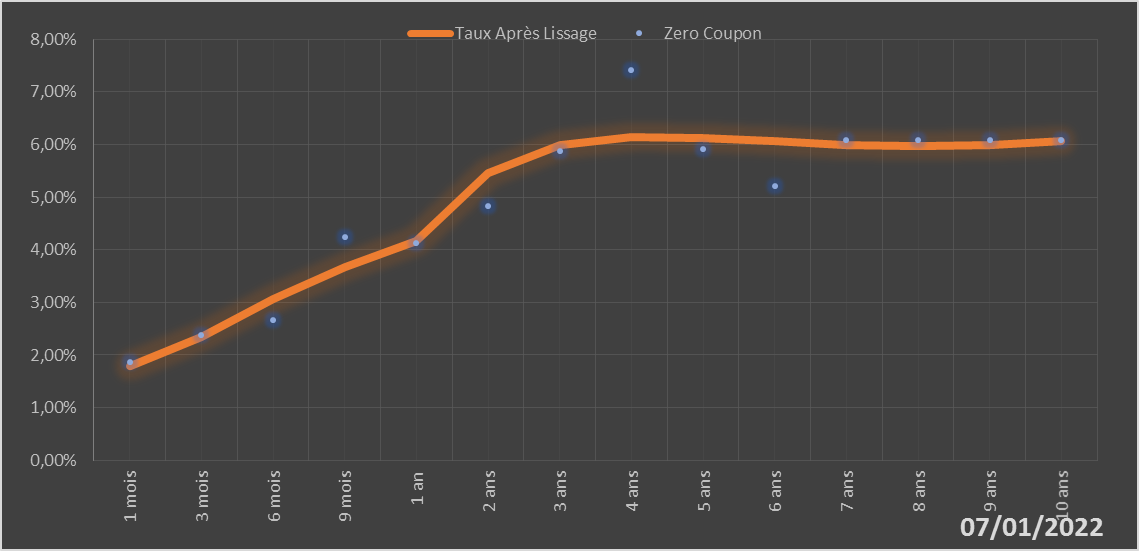 Taux Après Lissage
Zero Coupon
8,00%
7,00%
6,00%
5,00%
4,00%
3,00%
2,00%
1,00%
0,00%
1 mois
3 mois
6 mois
9 mois
1 an
2 ans
3 ans
4 ans
5 ans
6 ans
7 ans
8 ans
9 ans
10 ans
07/01/2022